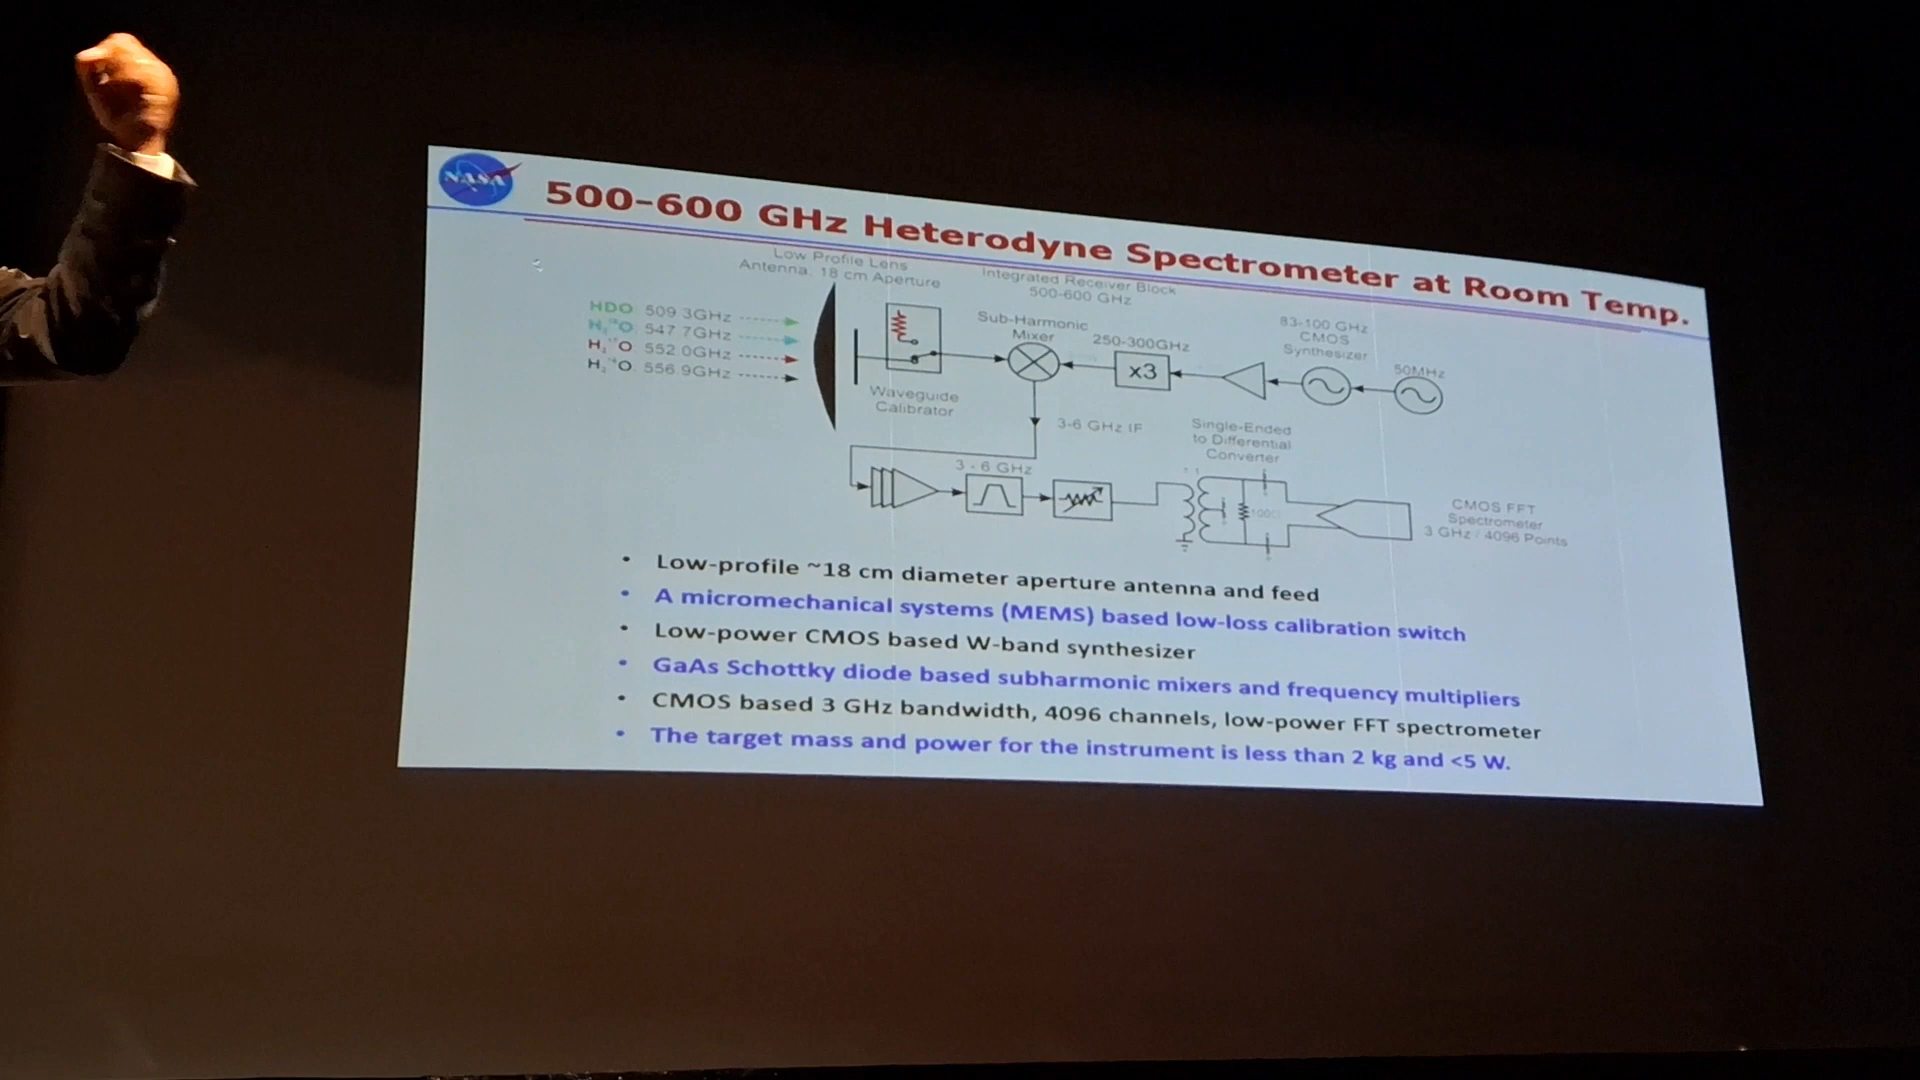 NASA
500-600 GHz Heterodyne Spectrometer at Room Temp.
Low Profile Lens
Antenna, 18 cm Aperture
Integrated Receiver Block
500-600 GHz
HDO: 509.3GHz
H₂¹⁸O: 547.7GHz
H₂¹⁷O: 552.0GHz
H₂¹⁶O: 556.9GHz
Sub-Harmonic
Mixer
250-300GHz
x3
83-100 GHz
CMOS
Synthesizer
50MHz
Waveguide
Calibrator
3-6 GHz IF
Single-Ended
to Differential
Converter
3 - 6 GHz
100Ω
CMOS FFT
Spectrometer
3 GHz / 4096 Points
• Low-profile ~18 cm diameter aperture antenna and feed
• A micromechanical systems (MEMS) based low-loss calibration switch
• Low-power CMOS based W-band synthesizer
• GaAs Schottky diode based subharmonic mixers and frequency multipliers
• CMOS based 3 GHz bandwidth, 4096 channels, low-power FFT spectrometer
• The target mass and power for the instrument is less than 2 kg and <5 W.